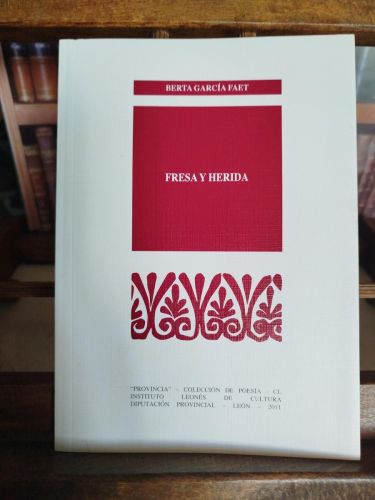 BERTA GARCÍA FAET
FRESA Y HERIDA
"PROVINCIA" – COLECCIÓN DE POESÍA – CL
INSTITUTO LEONÉS DE CULTURA
DIPUTACIÓN PROVINCIAL – LEÓN – 2011